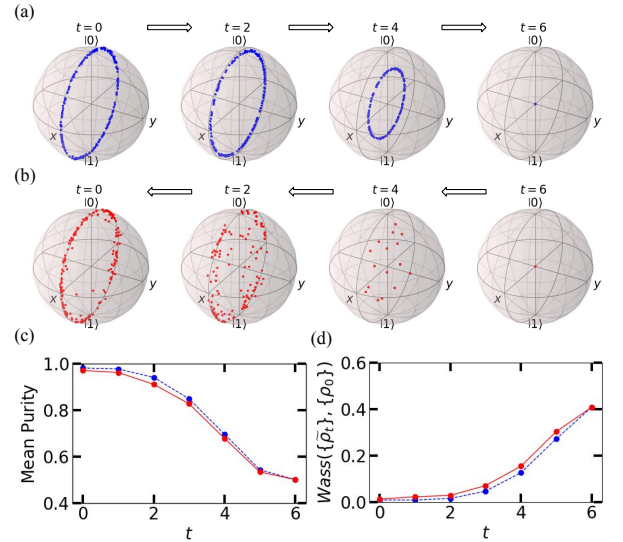 (a)
t = 0
t = 2
t = 4
t = 6
|0⟩
|0⟩
|0⟩
|0⟩
x
y
x
y
x
y
x
y
|1⟩
|1⟩
|1⟩
|1⟩
(b)
t = 0
t = 2
t = 4
t = 6
|0⟩
|0⟩
|0⟩
|0⟩
x
y
x
y
x
y
x
y
|1⟩
|1⟩
|1⟩
|1⟩
(c)
1.0
0.8
0.6
0.4
Mean Purity
0
2
4
6
t
(d)
0.6
0.4
0.2
0.0
Wass({ρ̃ₜ}, {ρ₀})
0
2
4
6
t